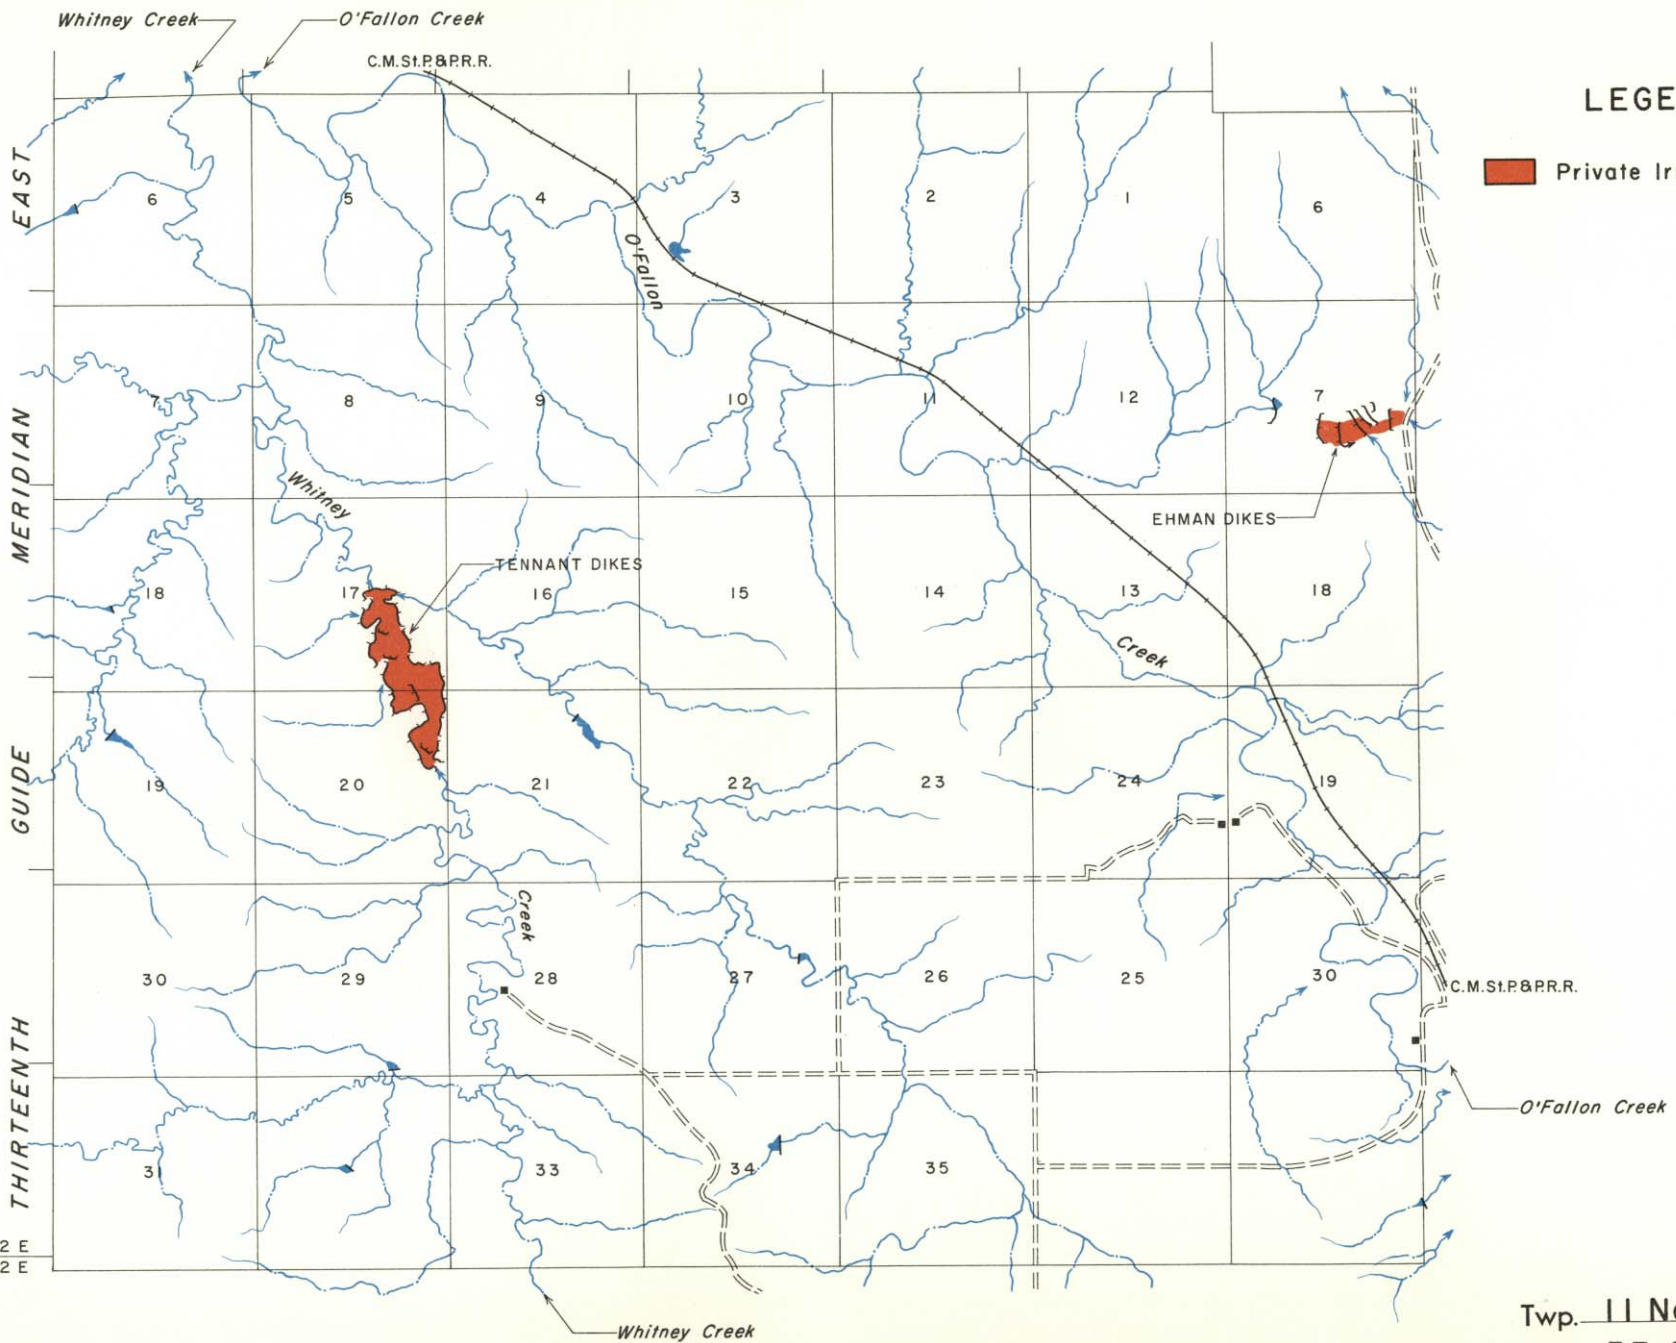 Whitney Creek
O'Fallon Creek
C.M.St.P.&P.R.R.
LEGE
Private Ir
EAST
6 5 4 3 2 1 6
O'Fallon
MERIDIAN
7 8 9 10 11 12 7
Whitney
EHMAN DIKES
TENNANT DIKES
18 17 16 15 14 13 18
Creek
GUIDE
19 20 21 22 23 24 19
Creek
30 29 28 27 26 25 30
C.M.St.P.&P.R.R.
THIRTEENTH
O'Fallon Creek
31 33 34 35
2 E
2 E
Whitney Creek
Twp. 11 No